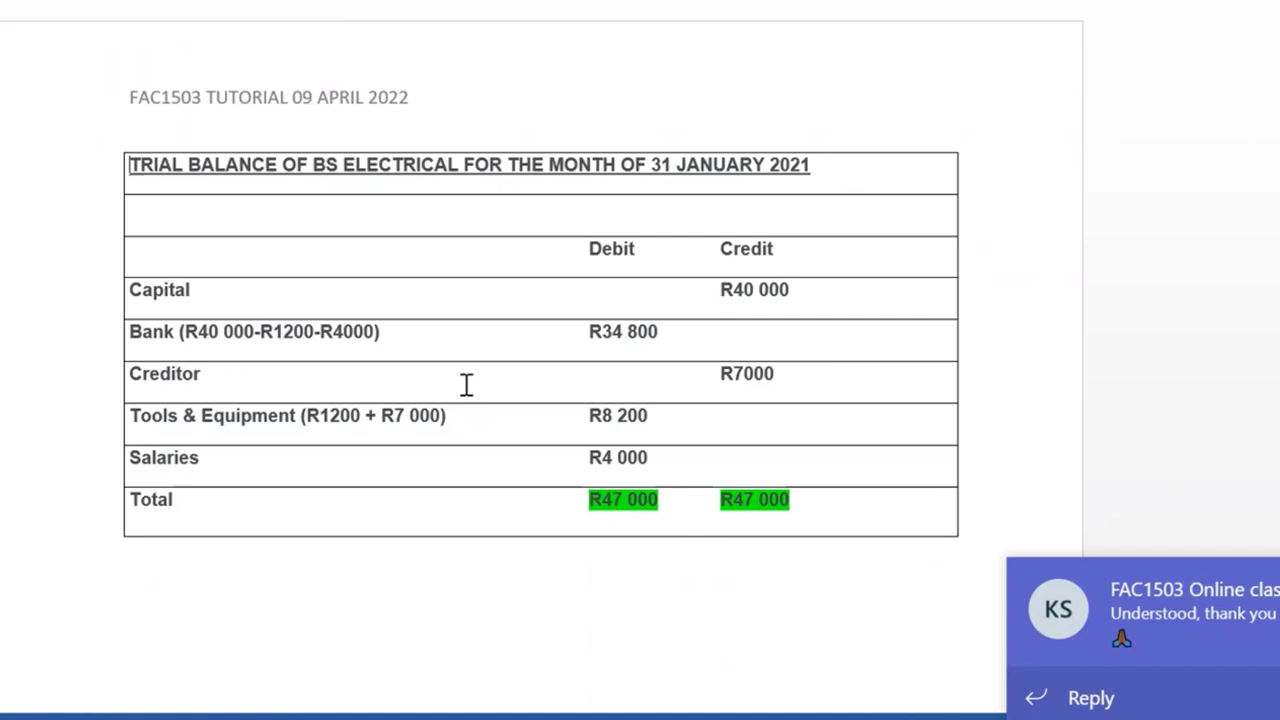 FAC1503 TUTORIAL 09 APRIL 2022
TRIAL BALANCE OF BS ELECTRICAL FOR THE MONTH OF 31 JANUARY 2021
Debit Credit
Capital R40 000
Bank (R40 000-R1200-R4000) R34 800
Creditor R7000
Tools & Equipment (R1200 + R7 000) R8 200
Salaries R4 000
Total R47 000 R47 000
KS
FAC1503 Online clas
Understood, thank you
🙏🏾
Reply